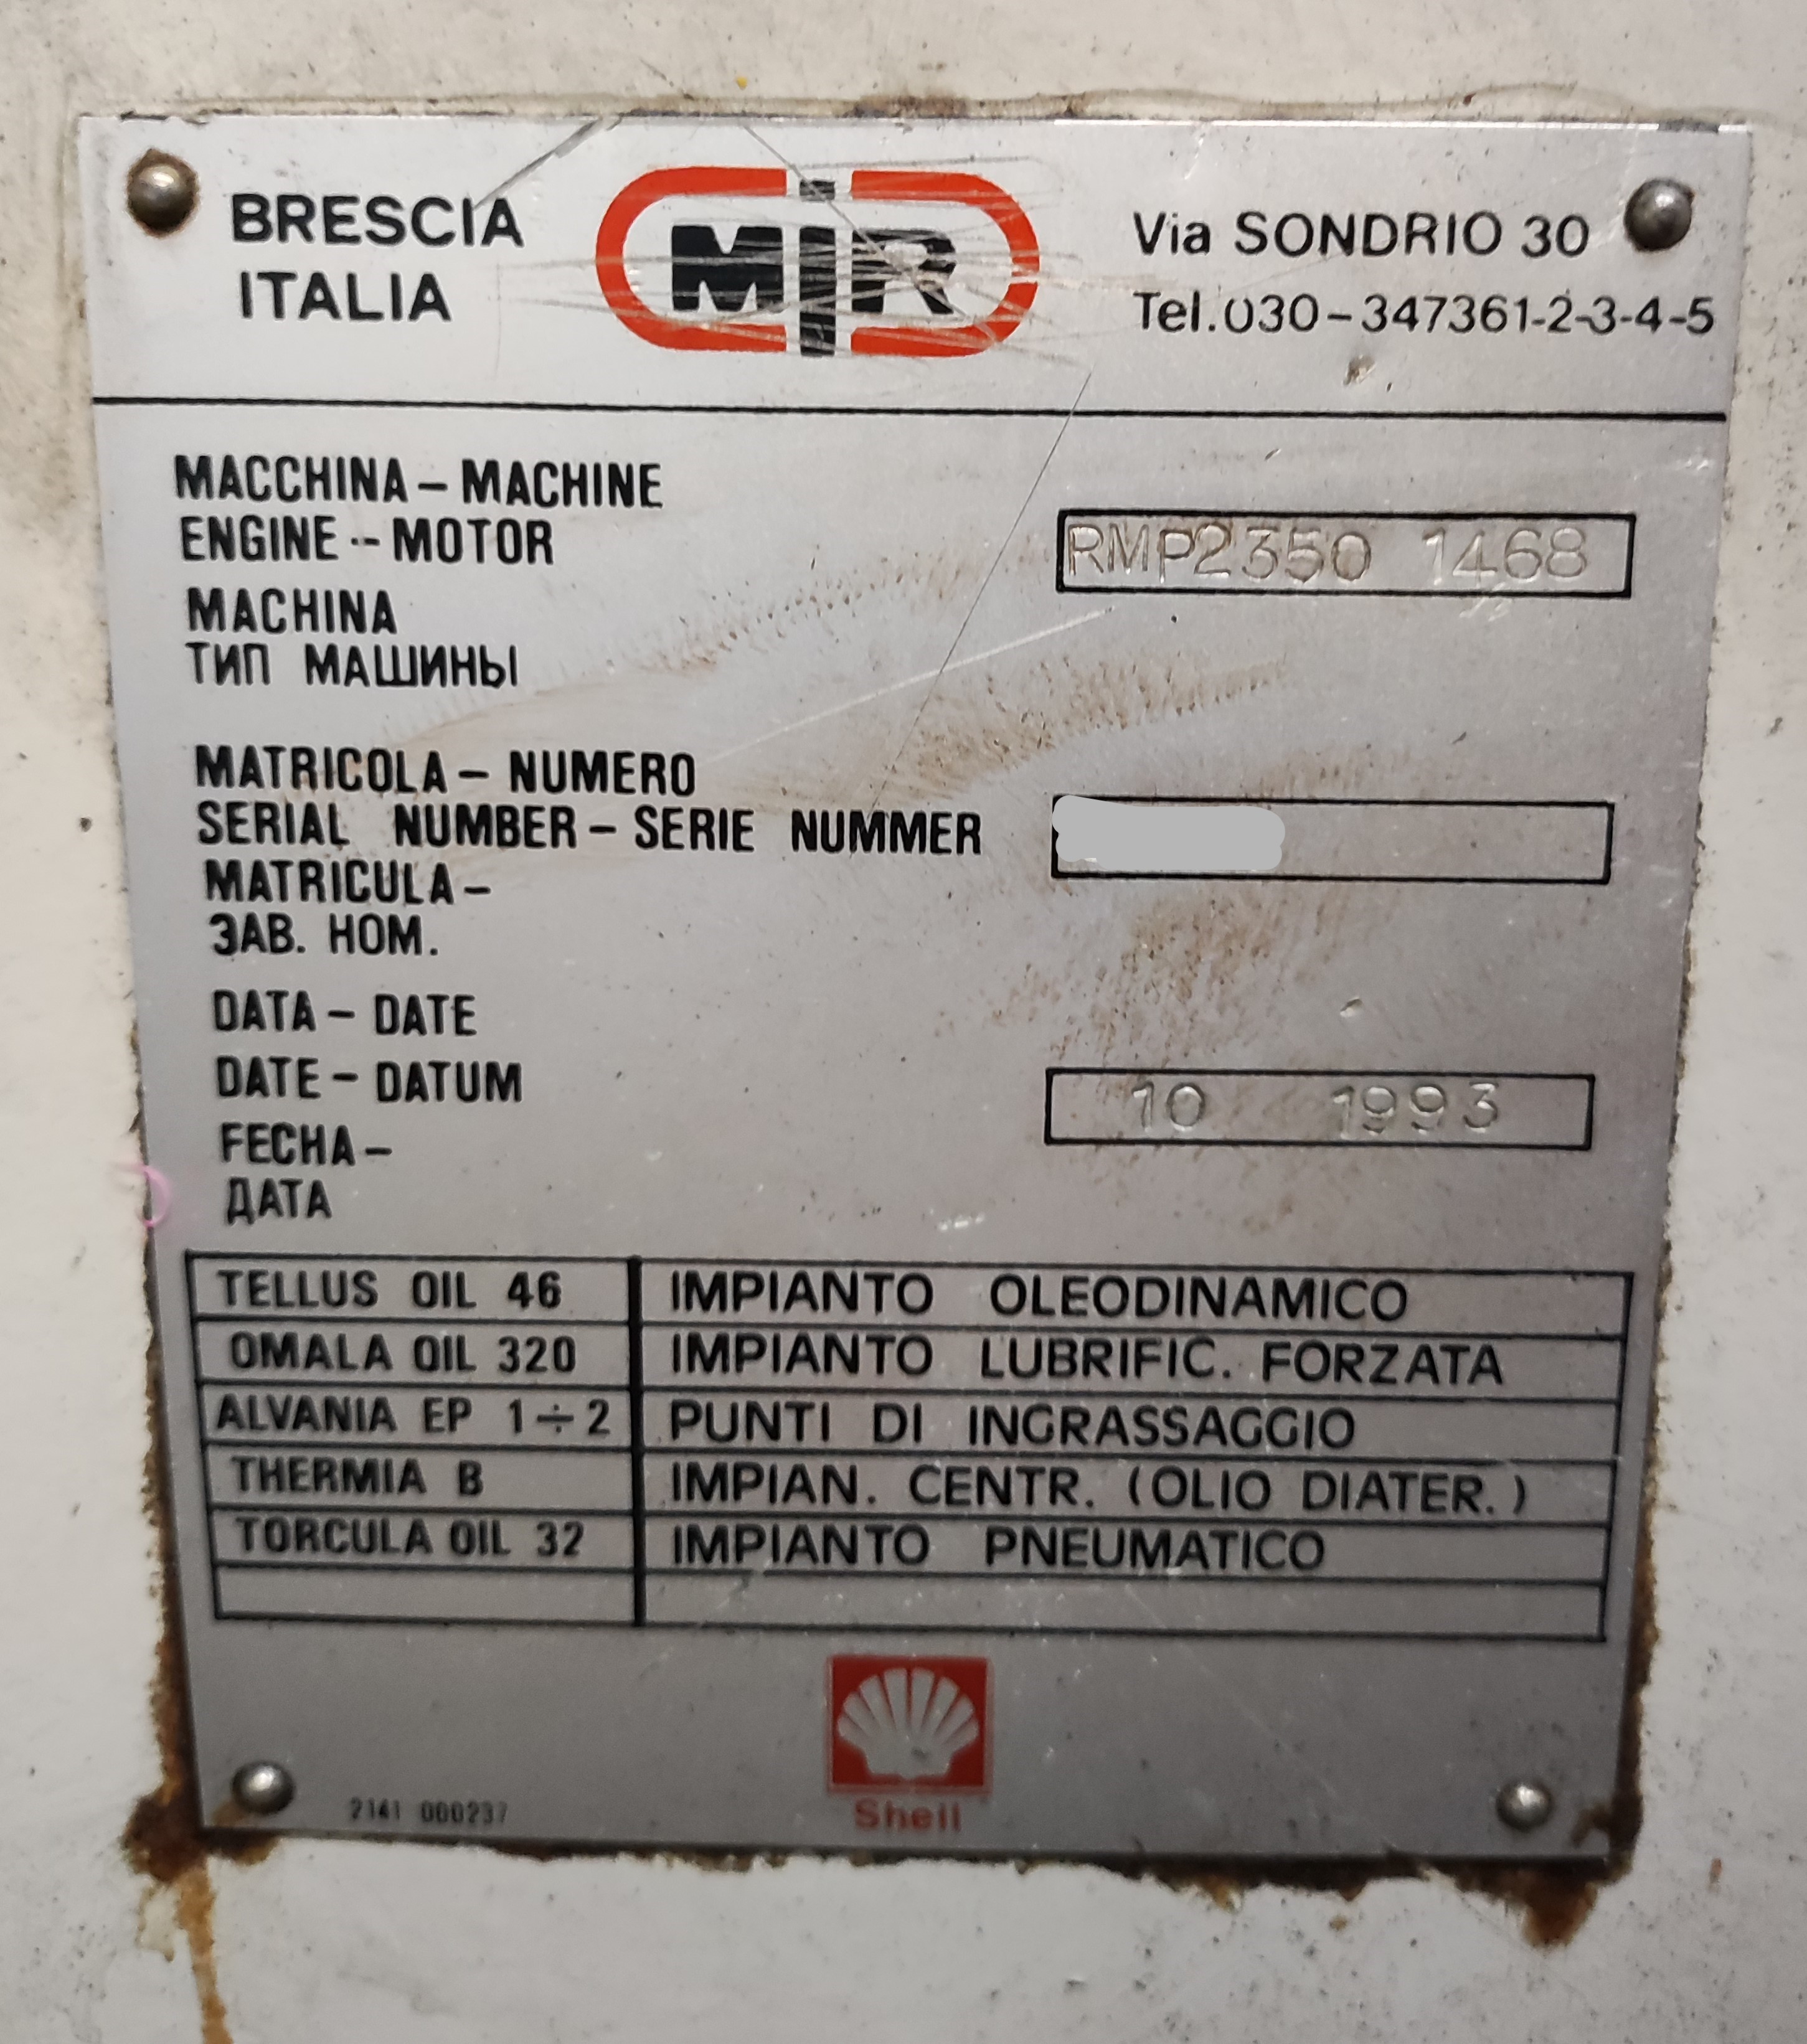 BRESCIA
ITALIA
MIR
Via SONDRIO 30
Tel.030-347361-2-3-4-5
MACCHINA - MACHINE
ENGINE -- MOTOR
MACHINA
ТИП МАШИНЫ
RMP2350 1468
MATRICOLA - NUMERO
SERIAL NUMBER - SERIE NUMMER
MATRICULA -
ЗАВ. НОМ.
DATA - DATE
DATE - DATUM
FECHA -
ДАТА
10 1993
TELLUS OIL 46 IMPIANTO OLEODINAMICO
OMALA OIL 320 IMPIANTO LUBRIFIC. FORZATA
ALVANIA EP 1÷2 PUNTI DI INGRASSAGGIO
THERMIA B IMPIAN. CENTR. (OLIO DIATER.)
TORCULA OIL 32 IMPIANTO PNEUMATICO
Shell
2141 000237